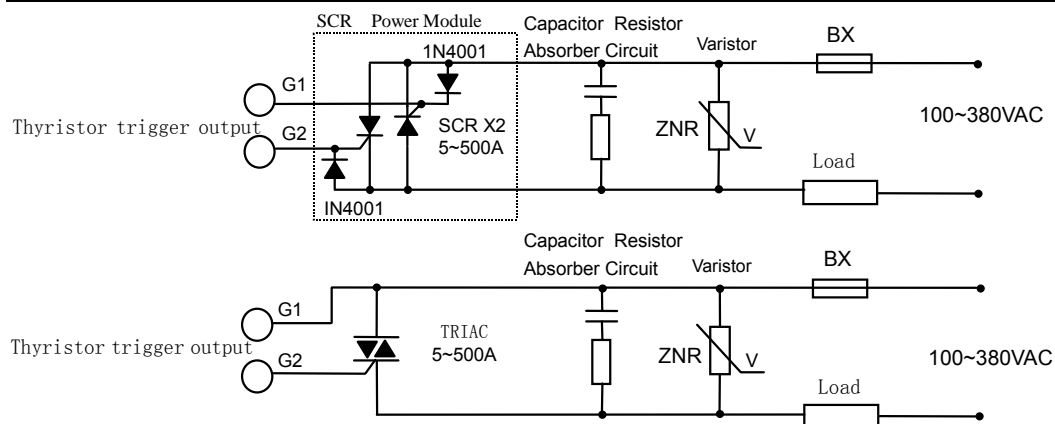 SCR Power Module
Capacitor Resistor
Absorber Circuit
Varistor
BX
1N4001
G1
Thyristor trigger output
G2
SCR X2
5~500A
ZNR
V
100~380VAC
Load
IN4001
Capacitor Resistor
Absorber Circuit
Varistor
BX
G1
Thyristor trigger output
G2
TRIAC
5~500A
ZNR
V
100~380VAC
Load